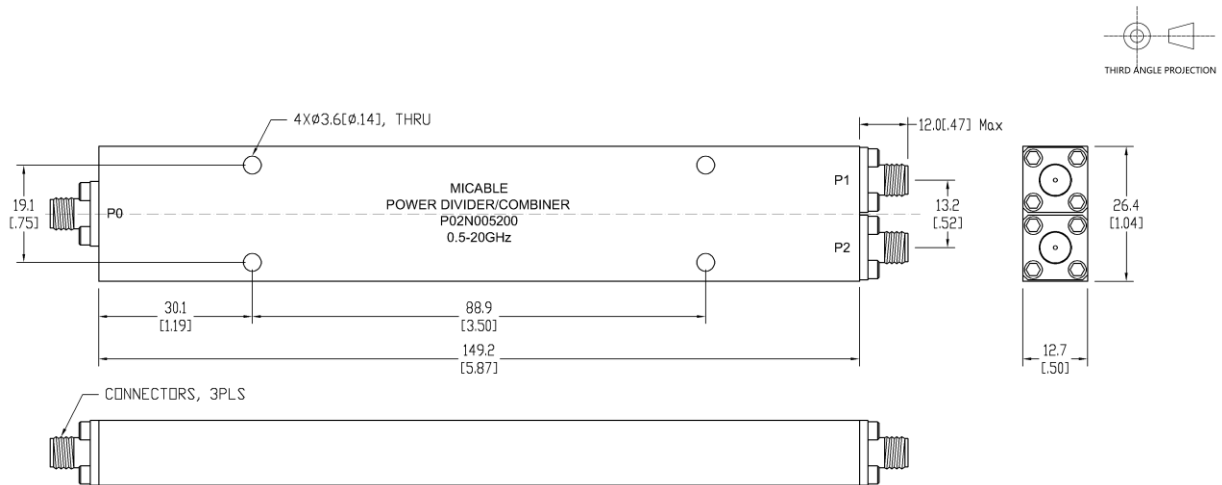 THIRD ANGLE PROJECTION
4XØ3.6[Ø.14], THRU
12.0[.47] Max
19.1
[.75]
P0
MICABLE
POWER DIVIDER/COMBINER
P02N005200
0.5-20GHz
P1
P2
13.2
[.52]
26.4
[1.04]
30.1
[1.19]
88.9
[3.50]
149.2
[5.87]
12.7
[.50]
CONNECTORS, 3PLS